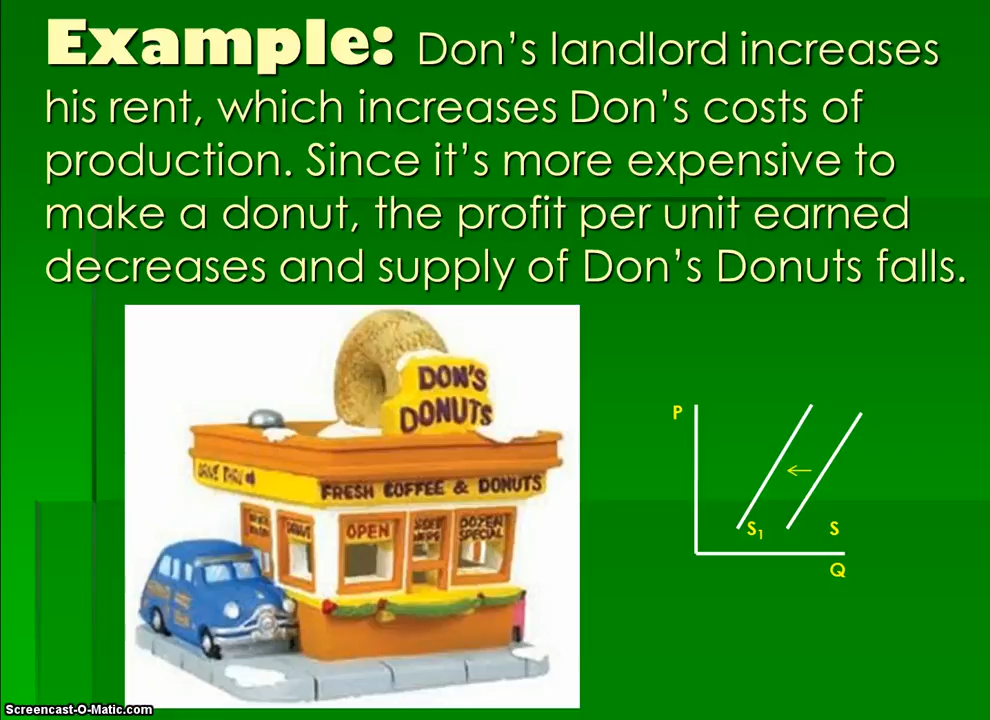 Example: Don’s landlord increases
his rent, which increases Don’s costs of
production. Since it’s more expensive to
make a donut, the profit per unit earned
decreases and supply of Don’s Donuts falls.
DON'S
DONUTS
DRIVE THRU
FRESH COFFEE & DONUTS
OPEN
DOZEN
SPECIAL
P
S1
S
Q
Screencast-O-Matic.com